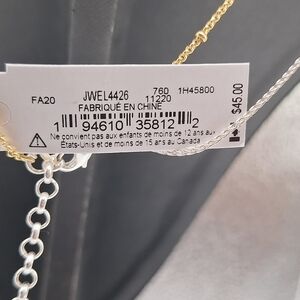 FA20 JWEL4426 760 1H45800
FABRIQUÉ EN CHINE 11220
1 94610 35812 2
Ne convient pas aux enfants de moins de 12 ans aux
États-Unis et de moins de 15 ans au Canada
$45.00